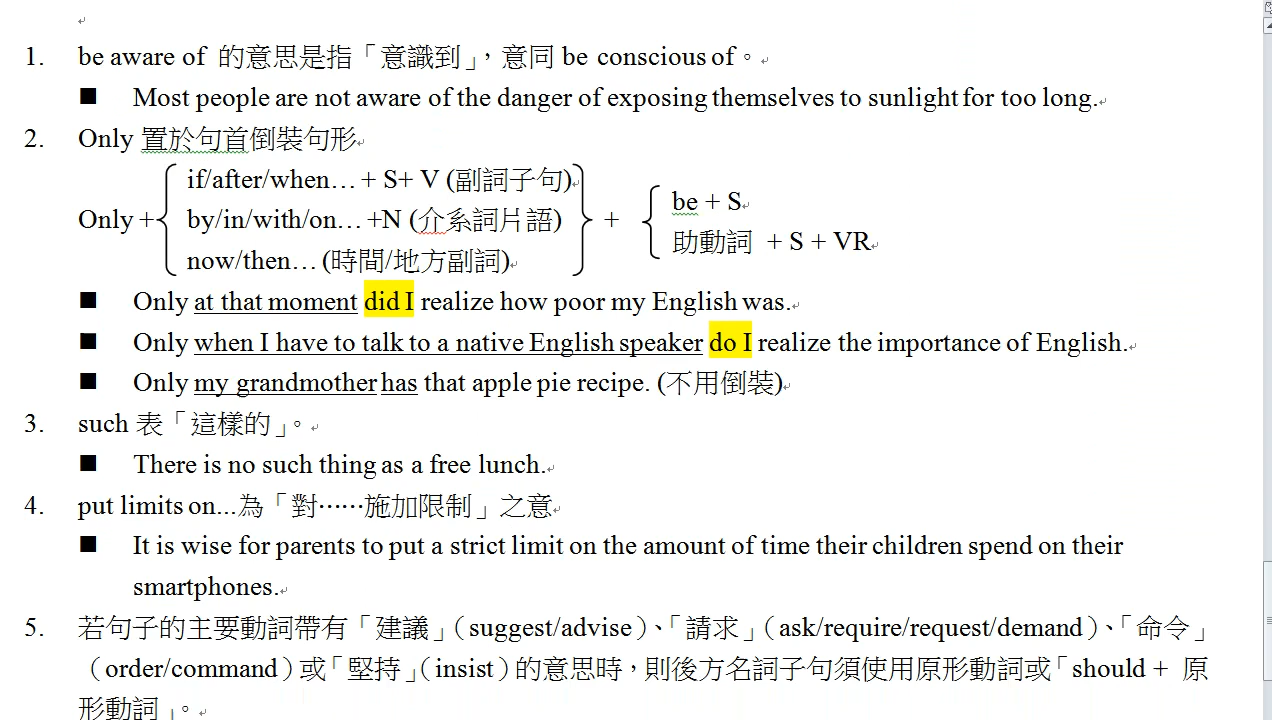 1. be aware of 的意思是指「意識到」，意同 be conscious of。
■ Most people are not aware of the danger of exposing themselves to sunlight for too long.
2. Only 置於句首倒裝句形
if/after/when… + S+ V (副詞子句)
Only + by/in/with/on… +N (介系詞片語) +
now/then… (時間/地方副詞)
be + S
助動詞 + S + VR
■ Only at that moment did I realize how poor my English was.
■ Only when I have to talk to a native English speaker do I realize the importance of English.
■ Only my grandmother has that apple pie recipe. (不用倒裝)
3. such 表「這樣的」。
■ There is no such thing as a free lunch.
4. put limits on...為「對⋯⋯施加限制」之意
■ It is wise for parents to put a strict limit on the amount of time their children spend on their
smartphones.
5. 若句子的主要動詞帶有「建議」（suggest/advise）、「請求」（ask/require/request/demand）、「命令」
（order/command）或「堅持」（insist）的意思時，則後方名詞子句須使用原形動詞或「should + 原
形動詞」。